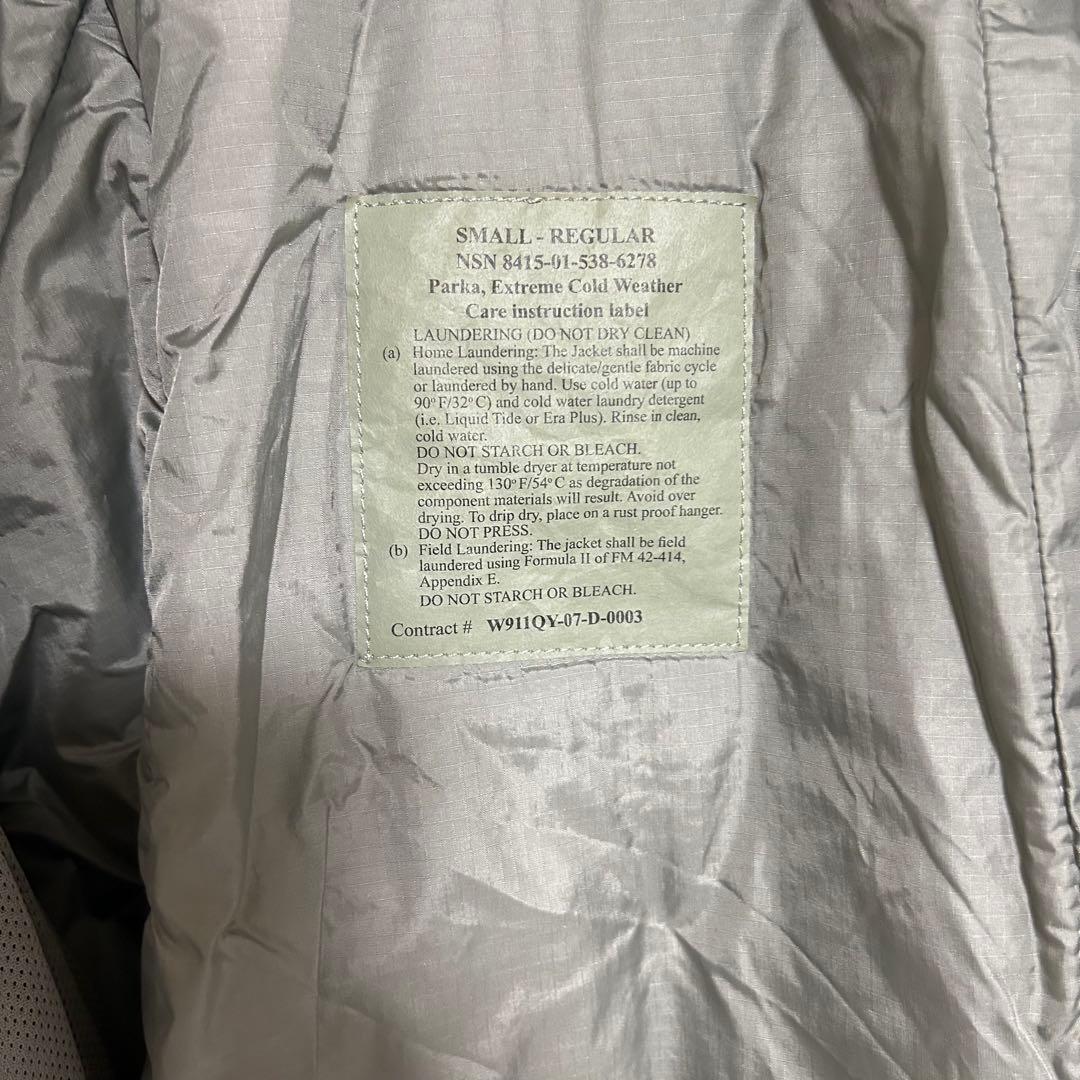 SMALL - REGULAR
NSN 8415-01-538-6278
Parka, Extreme Cold Weather
Care instruction label
LAUNDERING (DO NOT DRY CLEAN)
(a) Home Laundering: The Jacket shall be machine
laundered using the delicate/gentle fabric cycle
or laundered by hand. Use cold water (up to
90°F/32°C) and cold water laundry detergent
(i.e. Liquid Tide or Era Plus). Rinse in clean,
cold water.
DO NOT STARCH OR BLEACH.
Dry in a tumble dryer at temperature not
exceeding 130°F/54°C as degradation of the
component materials will result. Avoid over
drying. To drip dry, place on a rust proof hanger.
DO NOT PRESS.
(b) Field Laundering: The jacket shall be field
laundered using Formula II of FM 42-414,
Appendix E.
DO NOT STARCH OR BLEACH.
Contract # W911QY-07-D-0003